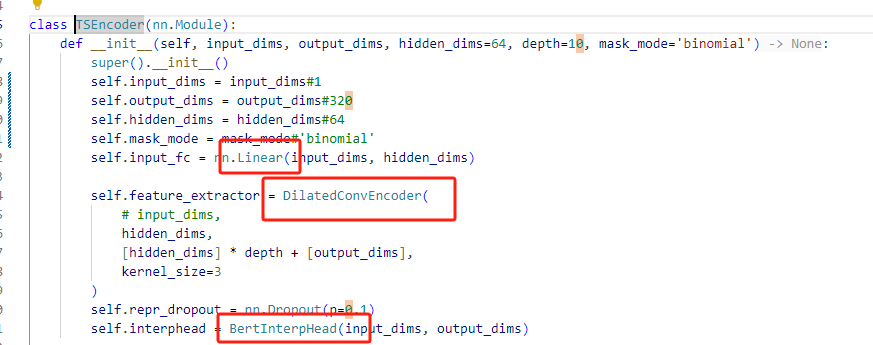 class TSEncoder(nn.Module):
def __init__(self, input_dims, output_dims, hidden_dims=64, depth=10, mask_mode='binomial') -> None:
super().__init__()
self.input_dims = input_dims#1
self.output_dims = output_dims#320
self.hidden_dims = hidden_dims#64
self.mask_mode = mask_mode#'binomial'
self.input_fc = nn.Linear(input_dims, hidden_dims)
self.feature_extractor = DilatedConvEncoder(
# input_dims,
hidden_dims,
[hidden_dims] * depth + [output_dims],
kernel_size=3
)
self.repr_dropout = nn.Dropout(p=0.1)
self.interphead = BertInterpHead(input_dims, output_dims)